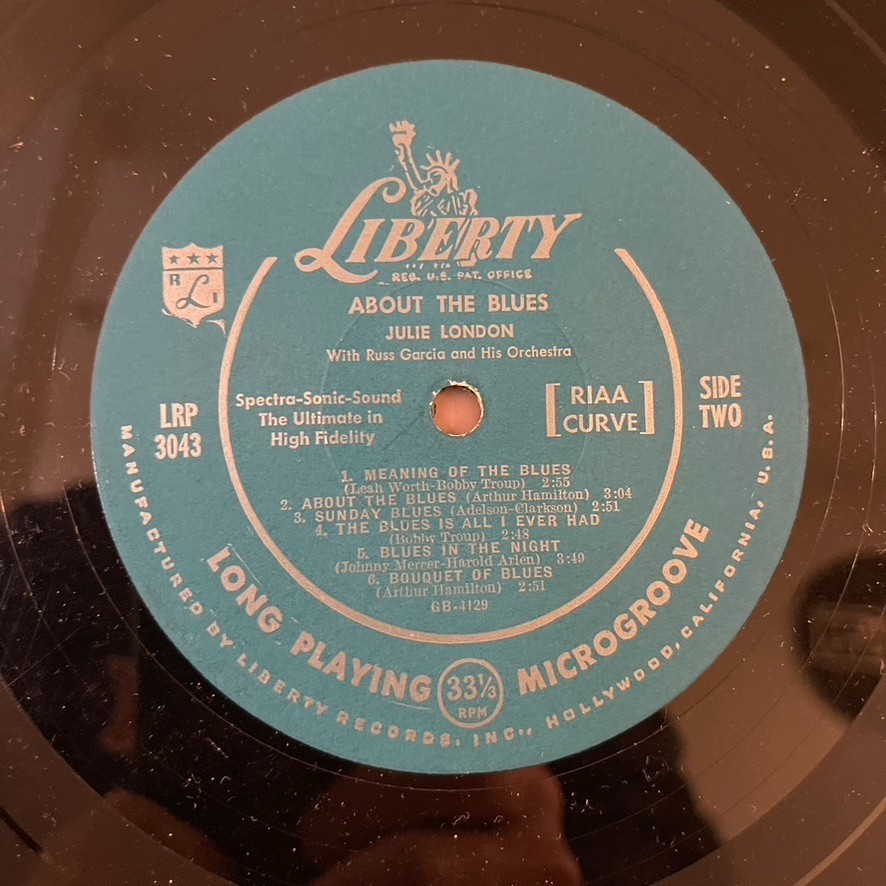 LIBERTY
REG. U.S. PAT. OFFICE
R L I
ABOUT THE BLUES
JULIE LONDON
With Russ Garcia and His Orchestra
LRP
3043
Spectra-Sonic-Sound
The Ultimate in
High Fidelity
[RIAA
CURVE]
SIDE
TWO
1. MEANING OF THE BLUES
(Leah Worth-Bobby Troup) 2:55
2. ABOUT THE BLUES (Arthur Hamilton) 3:04
3. SUNDAY BLUES (Adelson-Clarkson) 2:51
4. THE BLUES IS ALL I EVER HAD
(Bobby Troup) 2:48
5. BLUES IN THE NIGHT
(Johnny Mercer-Harold Arlen) 3:40
6. BOUQUET OF BLUES
(Arthur Hamilton) 2:51
GB-4129
LONG PLAYING 33⅓ RPM MICROGROOVE
MANUFACTURED BY LIBERTY RECORDS, INC., HOLLYWOOD, CALIFORNIA, U.S.A.